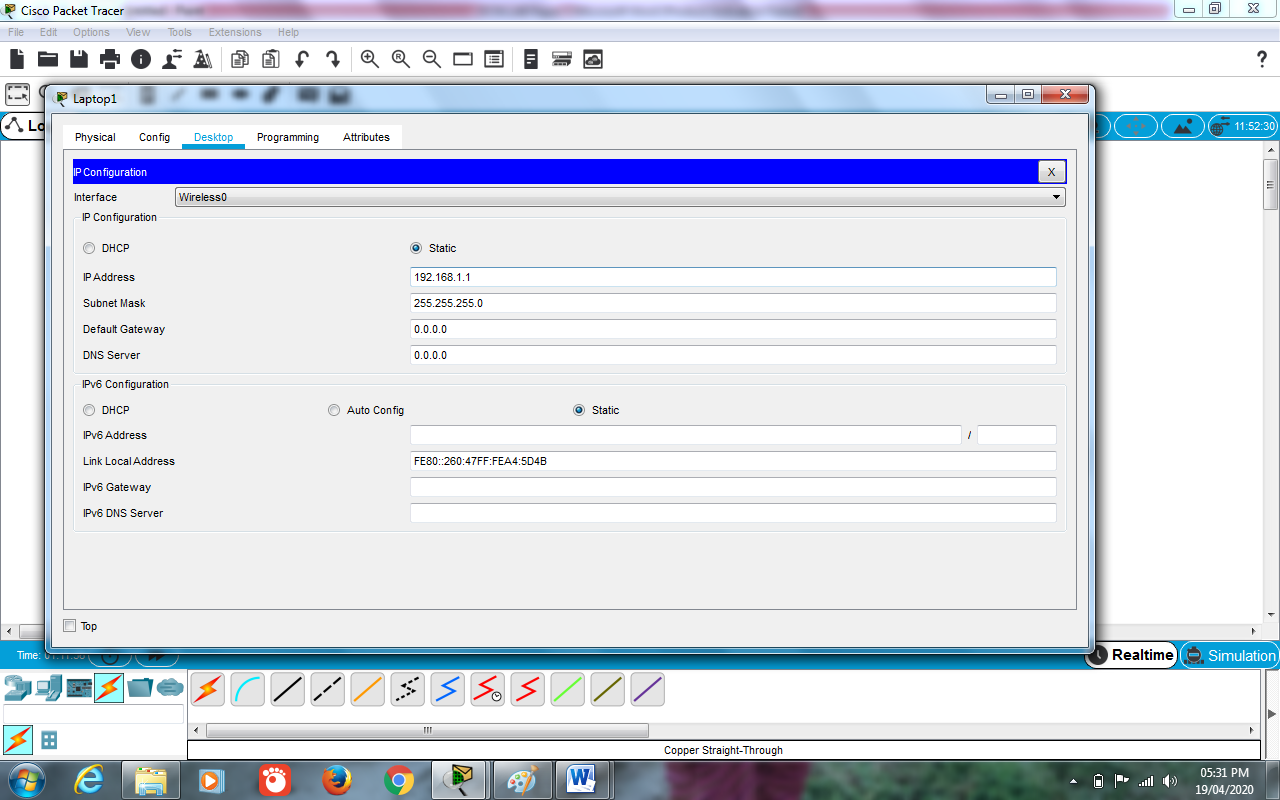 Cisco Packet Tracer
File Edit Options View Tools Extensions Help
?
Laptop1
Lo
11:52:30
Physical Config Desktop Programming Attributes
IP Configuration X
Interface Wireless0
IP Configuration
DHCP Static
IP Address 192.168.1.1
Subnet Mask 255.255.255.0
Default Gateway 0.0.0.0
DNS Server 0.0.0.0
IPv6 Configuration
DHCP Auto Config Static
IPv6 Address /
Link Local Address FE80::260:47FF:FEA4:5D4B
IPv6 Gateway
IPv6 DNS Server
Top
Time:
Realtime Simulation
Copper Straight-Through
05:31 PM
19/04/2020